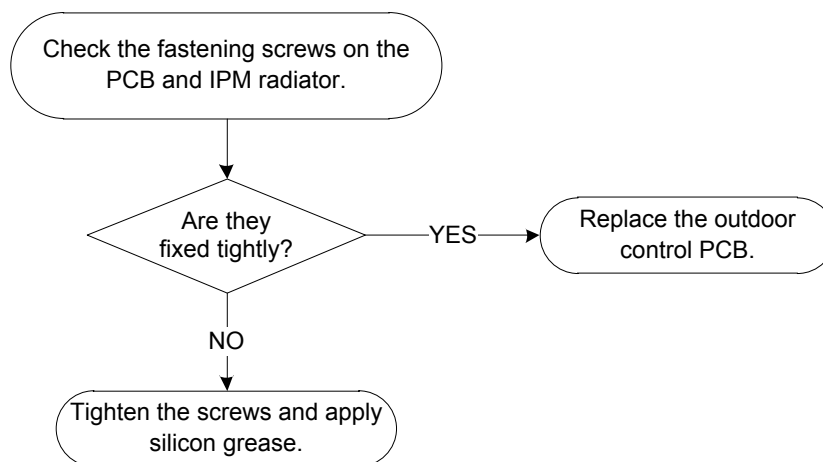 Check the fastening screws on the
PCB and IPM radiator.
Are they
fixed tightly?
YES
Replace the outdoor
control PCB.
NO
Tighten the screws and apply
silicon grease.